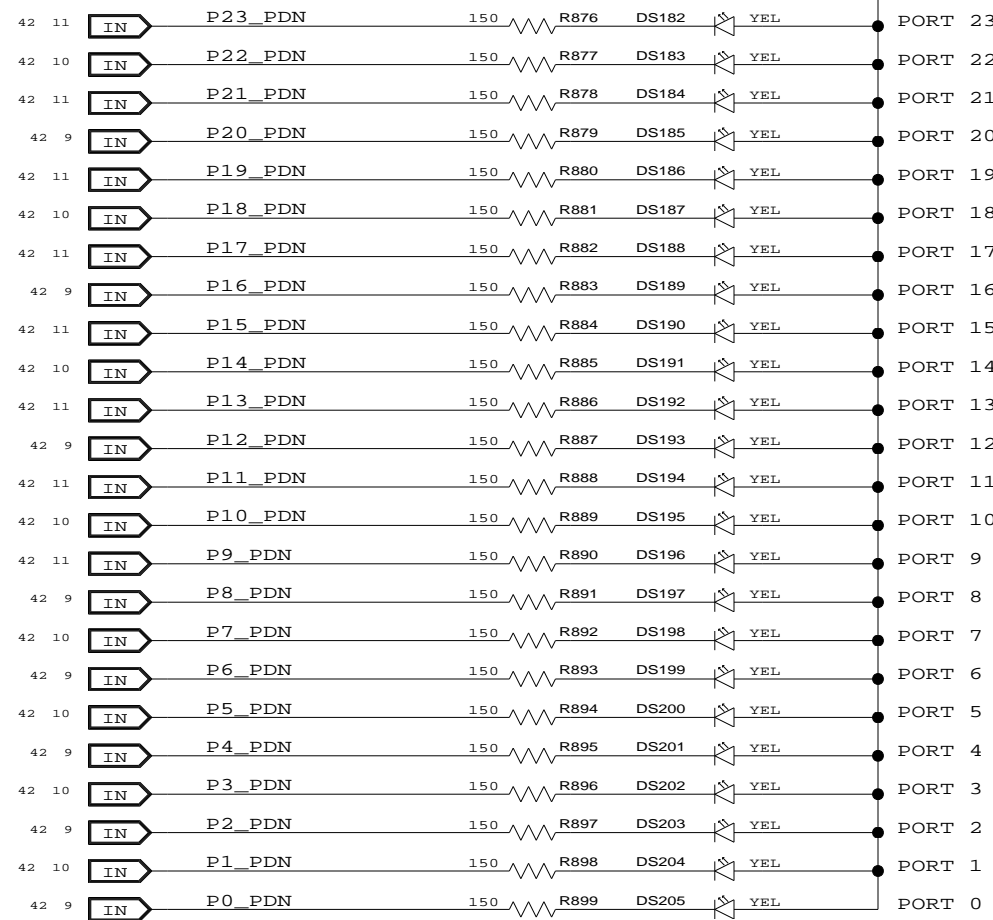 42 11 IN P23_PDN 150 R876 DS182 YEL PORT 23
42 10 IN P22_PDN 150 R877 DS183 YEL PORT 22
42 11 IN P21_PDN 150 R878 DS184 YEL PORT 21
42 9 IN P20_PDN 150 R879 DS185 YEL PORT 20
42 11 IN P19_PDN 150 R880 DS186 YEL PORT 19
42 10 IN P18_PDN 150 R881 DS187 YEL PORT 18
42 11 IN P17_PDN 150 R882 DS188 YEL PORT 17
42 9 IN P16_PDN 150 R883 DS189 YEL PORT 16
42 11 IN P15_PDN 150 R884 DS190 YEL PORT 15
42 10 IN P14_PDN 150 R885 DS191 YEL PORT 14
42 11 IN P13_PDN 150 R886 DS192 YEL PORT 13
42 9 IN P12_PDN 150 R887 DS193 YEL PORT 12
42 11 IN P11_PDN 150 R888 DS194 YEL PORT 11
42 10 IN P10_PDN 150 R889 DS195 YEL PORT 10
42 11 IN P9_PDN 150 R890 DS196 YEL PORT 9
42 9 IN P8_PDN 150 R891 DS197 YEL PORT 8
42 10 IN P7_PDN 150 R892 DS198 YEL PORT 7
42 9 IN P6_PDN 150 R893 DS199 YEL PORT 6
42 10 IN P5_PDN 150 R894 DS200 YEL PORT 5
42 9 IN P4_PDN 150 R895 DS201 YEL PORT 4
42 10 IN P3_PDN 150 R896 DS202 YEL PORT 3
42 9 IN P2_PDN 150 R897 DS203 YEL PORT 2
42 10 IN P1_PDN 150 R898 DS204 YEL PORT 1
42 9 IN P0_PDN 150 R899 DS205 YEL PORT 0